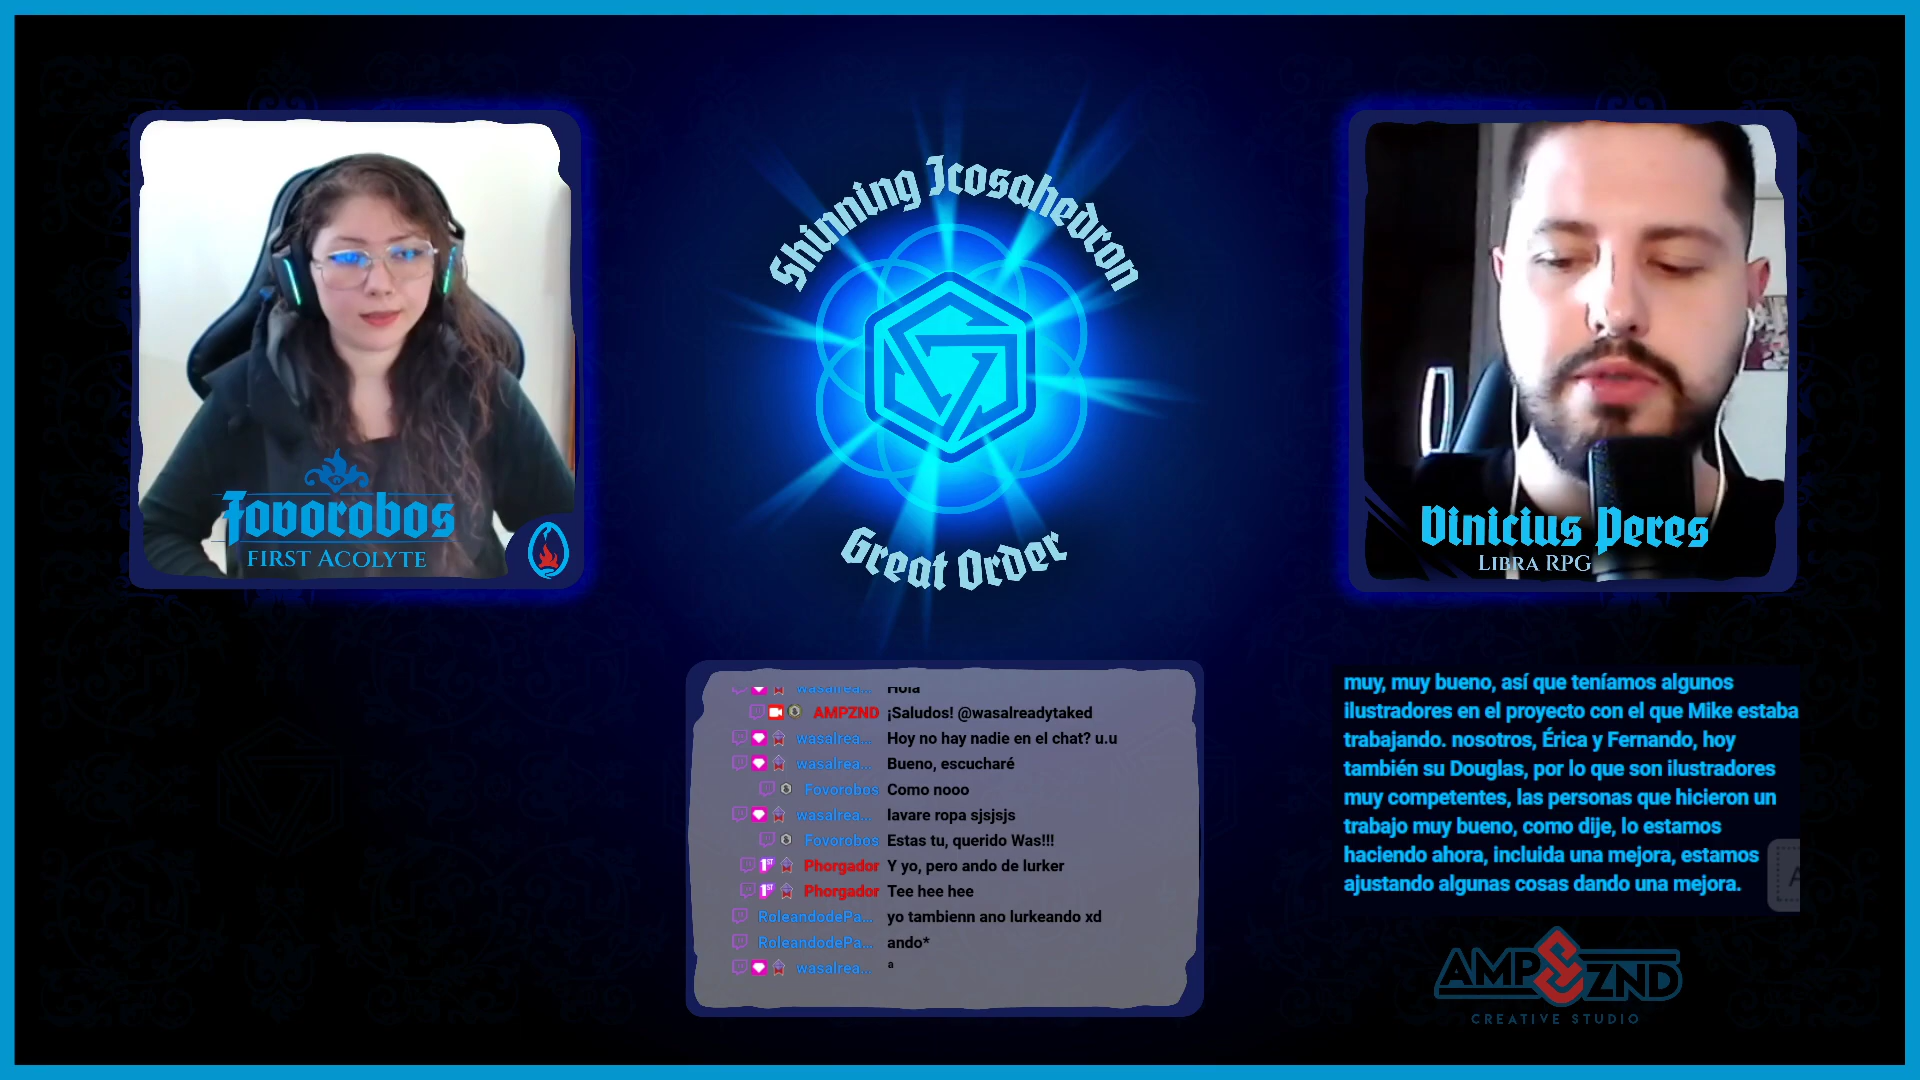 Shinning Icosahedron
Great Order
Fovorobos
FIRST ACOLYTE
Vinicius Peres
LIBRA RPG
wasalrea... Hola
AMPZND ¡Saludos! @wasalreadytaked
wasalrea... Hoy no hay nadie en el chat? u.u
wasalrea... Bueno, escucharé
Fovorobos Como nooo
wasalrea... lavare ropa sjsjsjs
Fovorobos Estas tu, querido Was!!!
1ST Phorgador Y yo, pero ando de lurker
1ST Phorgador Tee hee hee
RoleandodePa... yo tambienn ano lurkeando xd
RoleandodePa... ando*
wasalrea... a
muy, muy bueno, así que teníamos algunos
ilustradores en el proyecto con el que Mike estaba
trabajando. nosotros, Érica y Fernando, hoy
también su Douglas, por lo que son ilustradores
muy competentes, las personas que hicieron un
trabajo muy bueno, como dije, lo estamos
haciendo ahora, incluida una mejora, estamos
ajustando algunas cosas dando una mejora.
AMPZND
CREATIVE STUDIO